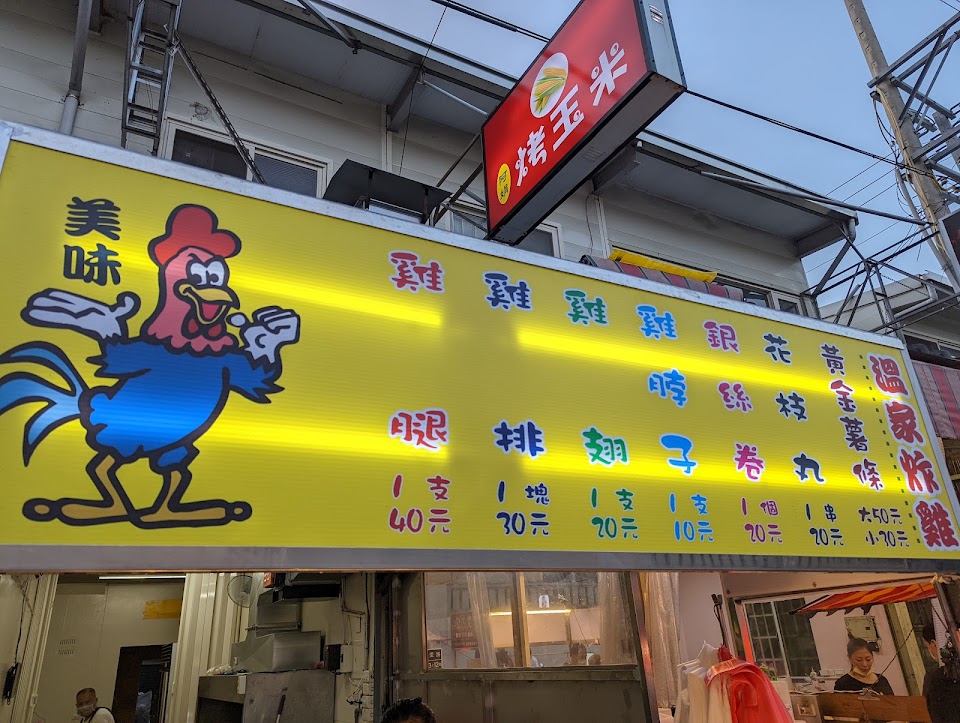 烤玉米
美味
溫家炸雞
黃金薯條
大50元
小30元
花枝丸
1串
20元
銀絲卷
1個
20元
雞脖子
1支
10元
雞翅
1支
20元
雞排
1塊
30元
雞腿
1支
40元